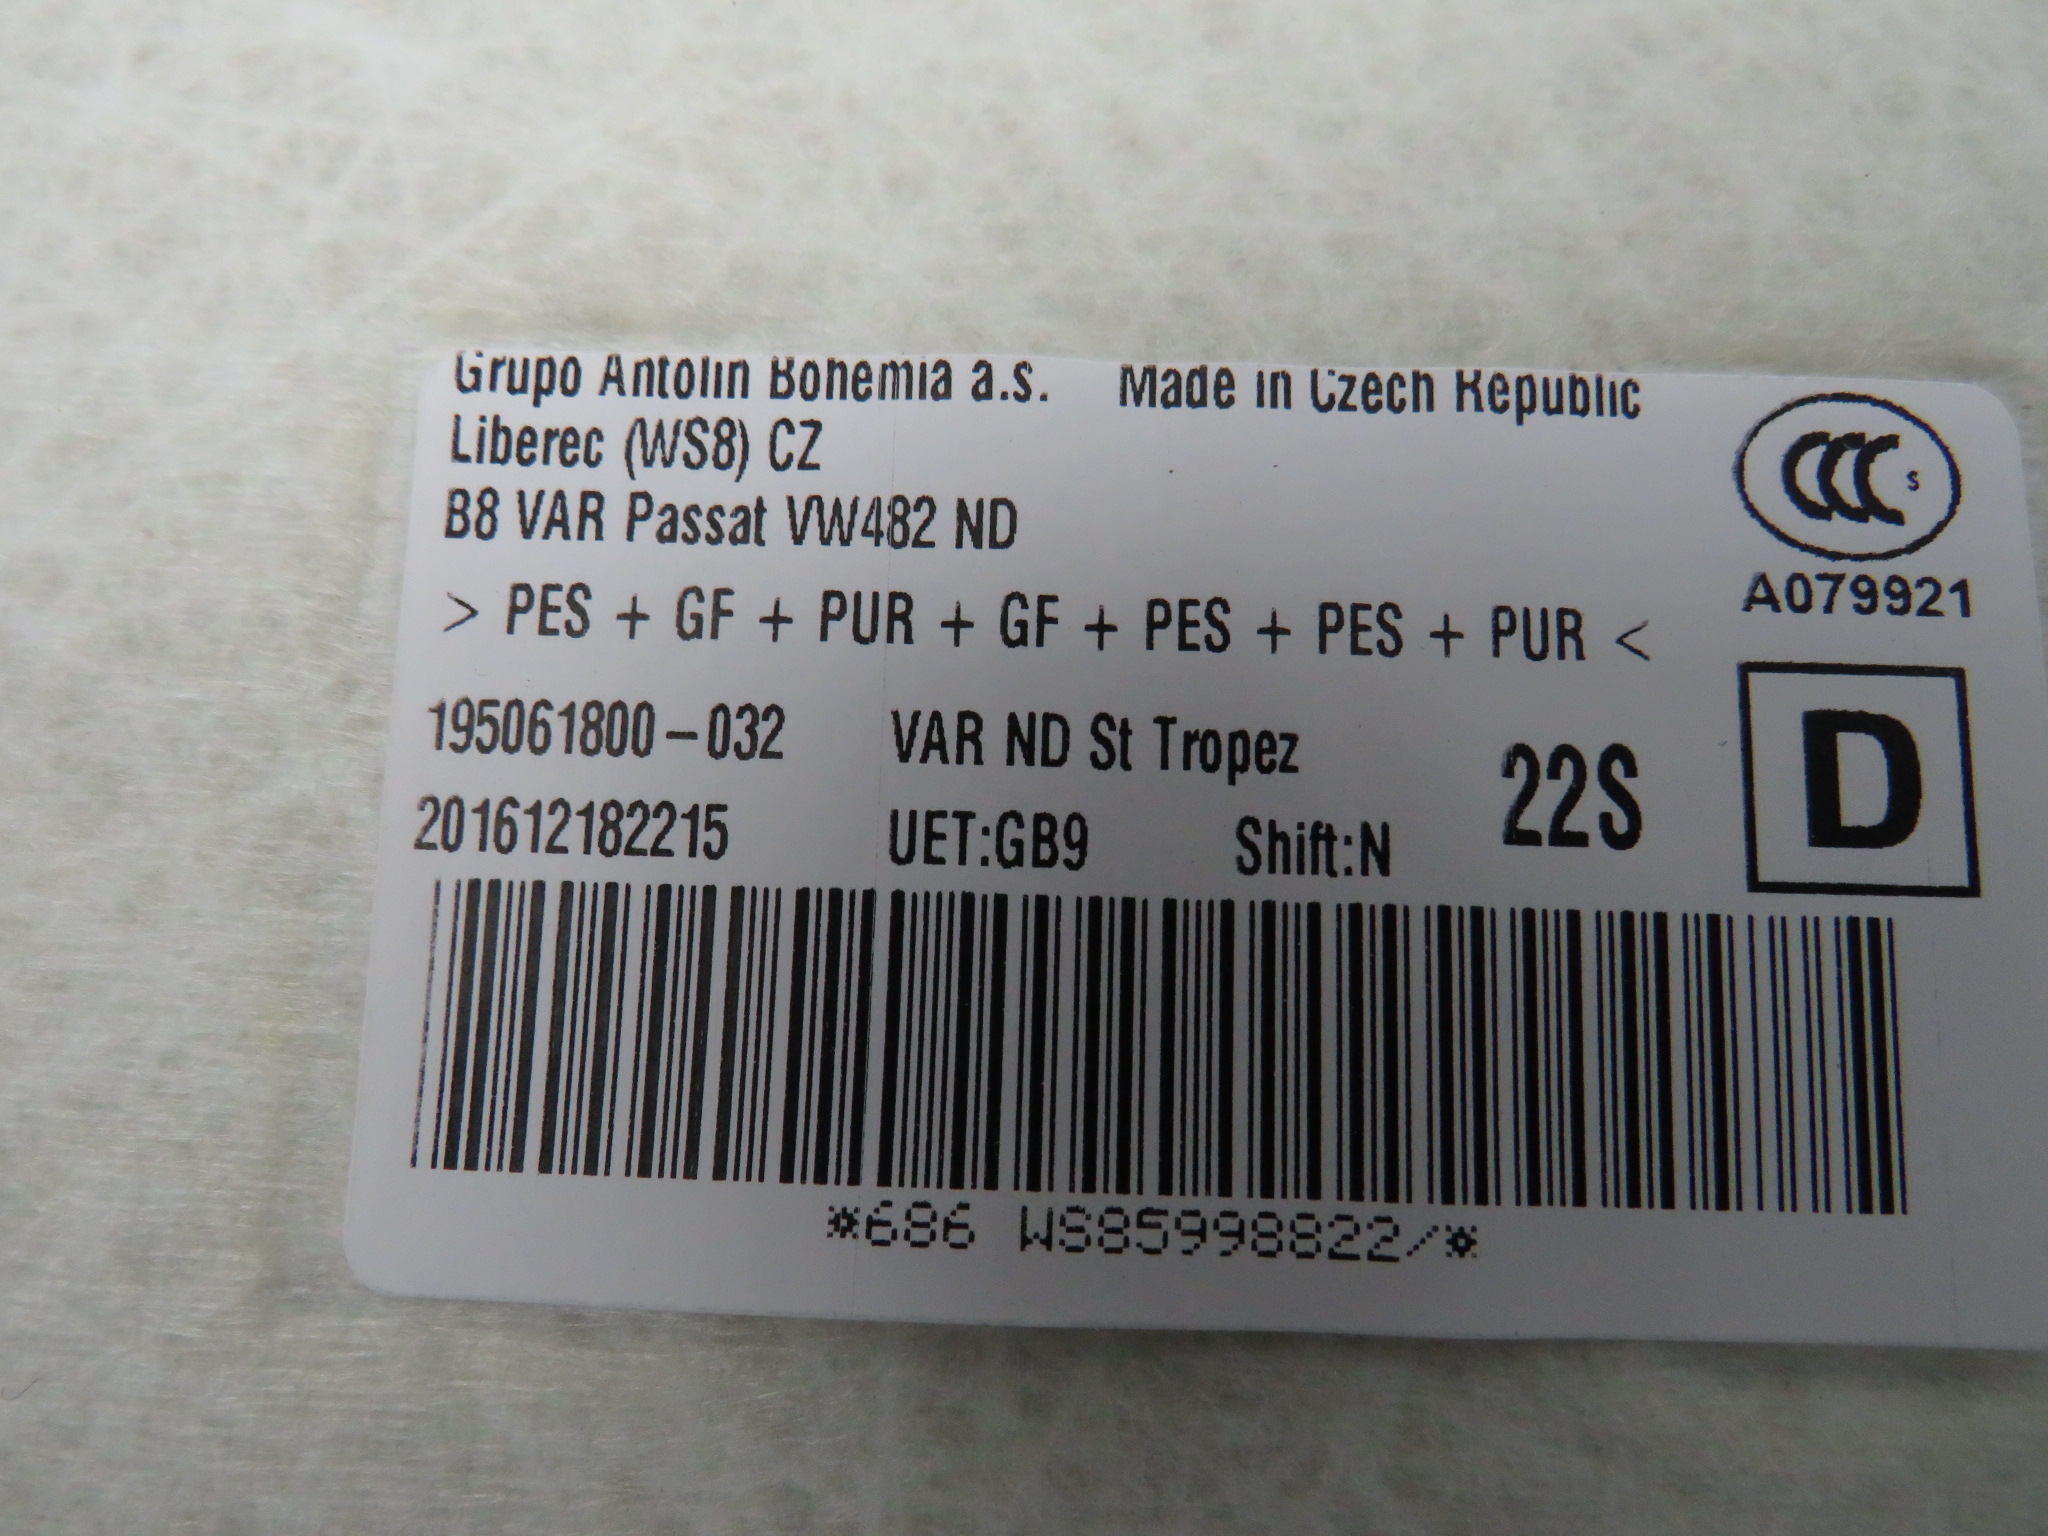 Grupo Antolin Bohemia a.s. Made in Czech Republic
Liberec (WS8) CZ
B8 VAR Passat VW482 ND
CCC S
A079921
> PES + GF + PUR + GF + PES + PES + PUR <
195061800-032 VAR ND St Tropez
22S
D
201612182215 UET:GB9 Shift:N
*686 WS85998822/*